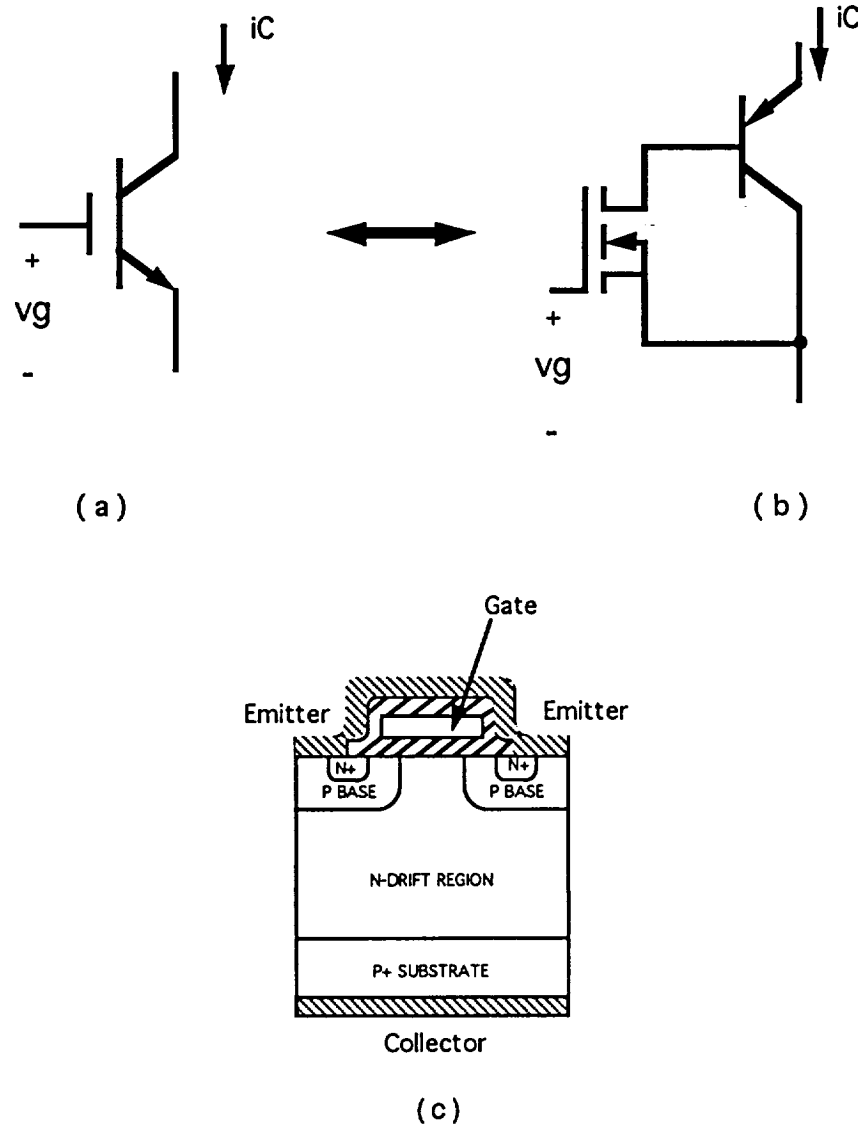 iC
iC
+
vg
-
+
vg
-
(a)
(b)
Gate
Emitter
Emitter
N+
N+
P BASE
P BASE
N-DRIFT REGION
P+ SUBSTRATE
Collector
(c)